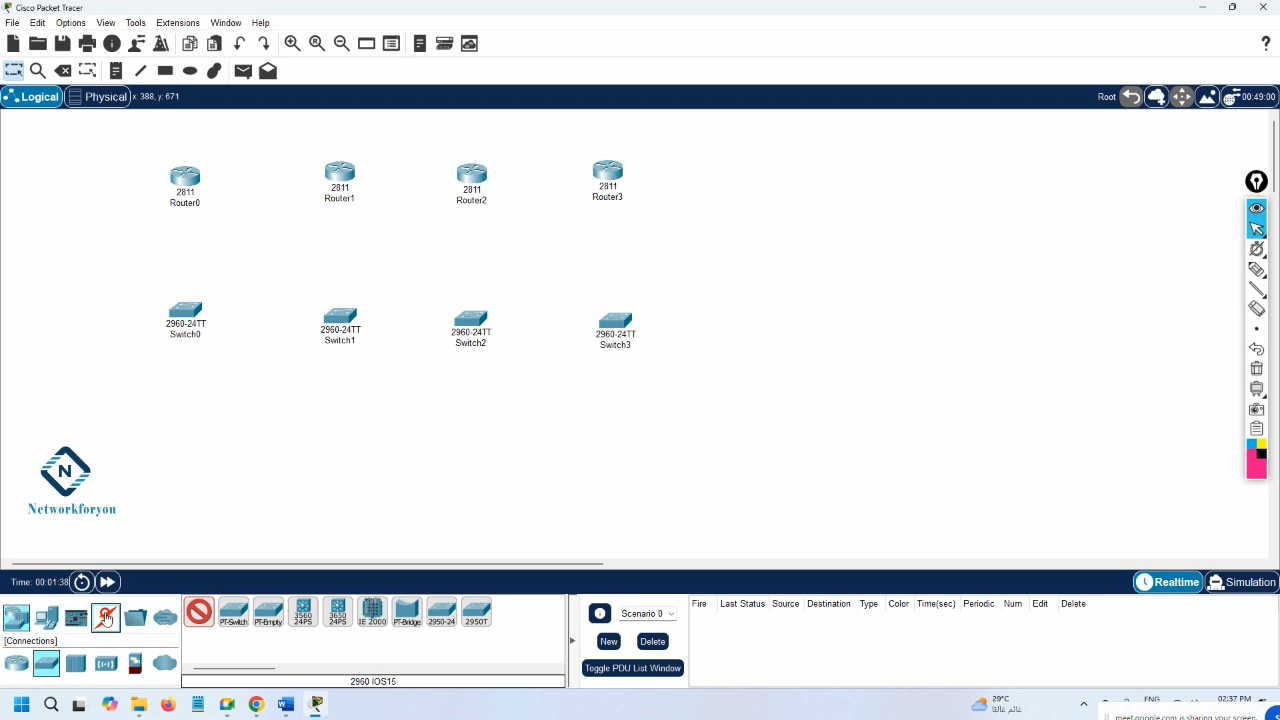 Cisco Packet Tracer
File Edit Options View Tools Extensions Window Help
?
Logical Physical x: 388, y: 671 Root 00:49:00
2811
Router0
2811
Router1
2811
Router2
2811
Router3
2960-24TT
Switch0
2960-24TT
Switch1
2960-24TT
Switch2
2960-24TT
Switch3
N
Networkforyou
Time: 00:01:38 Realtime Simulation
[Connections]
PT-Switch PT-Empty 3560 24PS 3650 24PS IE 2000 PT-Bridge 2950-24 2950T
2960 IOS15
Scenario 0
New Delete
Toggle PDU List Window
Fire Last Status Source Destination Type Color Time(sec) Periodic Num Edit Delete
29°C
غائم غالبًا
ENG
02:37 PM
meet.google.com is sharing your screen.